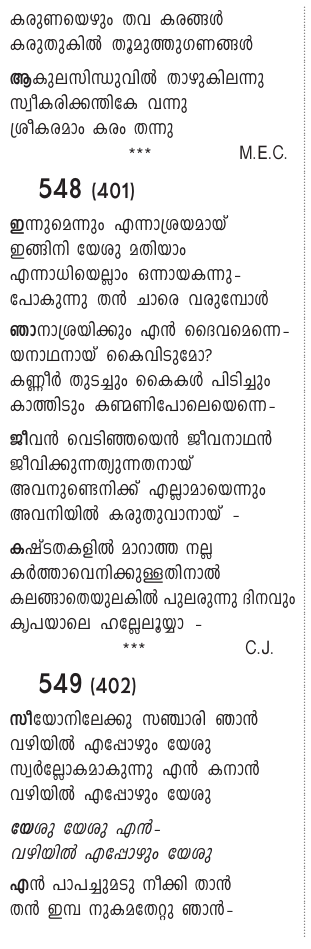 കരുണയെഴും തവ കരങ്ങൾ
കരുതുകിൽ തൂമുത്തുഗണങ്ങൾ
ആകുലസിന്ധുവിൽ താഴുകിലന്നു
സ്വീകരിക്കന്തികേ വന്നു
ശ്രീകരമാം കരം തന്നു
*** M.E.C.
548 (401)
ഇന്നുമെന്നും എന്നാശ്രയമായ്
ഇങ്ങിനി യേശു മതിയാം
എന്നാധിയെല്ലാം ഒന്നായകന്നു-
പോകുന്നു തൻ ചാരെ വരുമ്പോൾ
ഞാനാശ്രയിക്കും എൻ ദൈവമെന്നെ-
യനാഥനായ് കൈവിടുമോ?
കണ്ണീർ തുടച്ചും കൈകൾ പിടിച്ചും
കാത്തിടും കണ്മണിപോലെയെന്നെ-
ജീവൻ വെടിഞ്ഞയെൻ ജീവനാഥൻ
ജീവിക്കുന്നത്യുന്നതനായ്
അവനുണ്ടെനിക്ക് എല്ലാമായെന്നും
അവനിയിൽ കരുതുവാനായ് -
കഷ്ടതകളിൽ മാറാത്ത നല്ല
കർത്താവെനിക്കുള്ളതിനാൽ
കലങ്ങാതെയുലകിൽ പുലരുന്നു ദിനവും
കൃപയാലെ ഹല്ലേലൂയ്യാ -
*** C.J.
549 (402)
സീയോനിലേക്കു സഞ്ചാരി ഞാൻ
വഴിയിൽ എപ്പോഴും യേശു
സ്വർല്ലോകമാകുന്നു എൻ കനാൻ
വഴിയിൽ എപ്പോഴും യേശു
യേശു യേശു എൻ-
വഴിയിൽ എപ്പോഴും യേശു
എൻ പാപച്ചുമടു നീക്കി താൻ
തൻ ഇമ്പ നുകമതേറ്റു ഞാൻ-